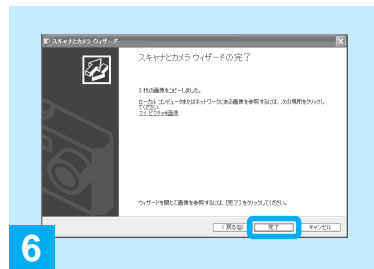 スキャナとカメラ ウィザード
スキャナとカメラ ウィザードの完了
3 枚の画像をコピーしました。
ローカル コンピュータまたはネットワークにある画像を参照するには、次の場所をクリックし
てください:
マイ ピクチャ\画像
ウィザードを閉じて画像を参照するには、[完了] をクリックしてください。
< 戻る(B) 完了 キャンセル
6